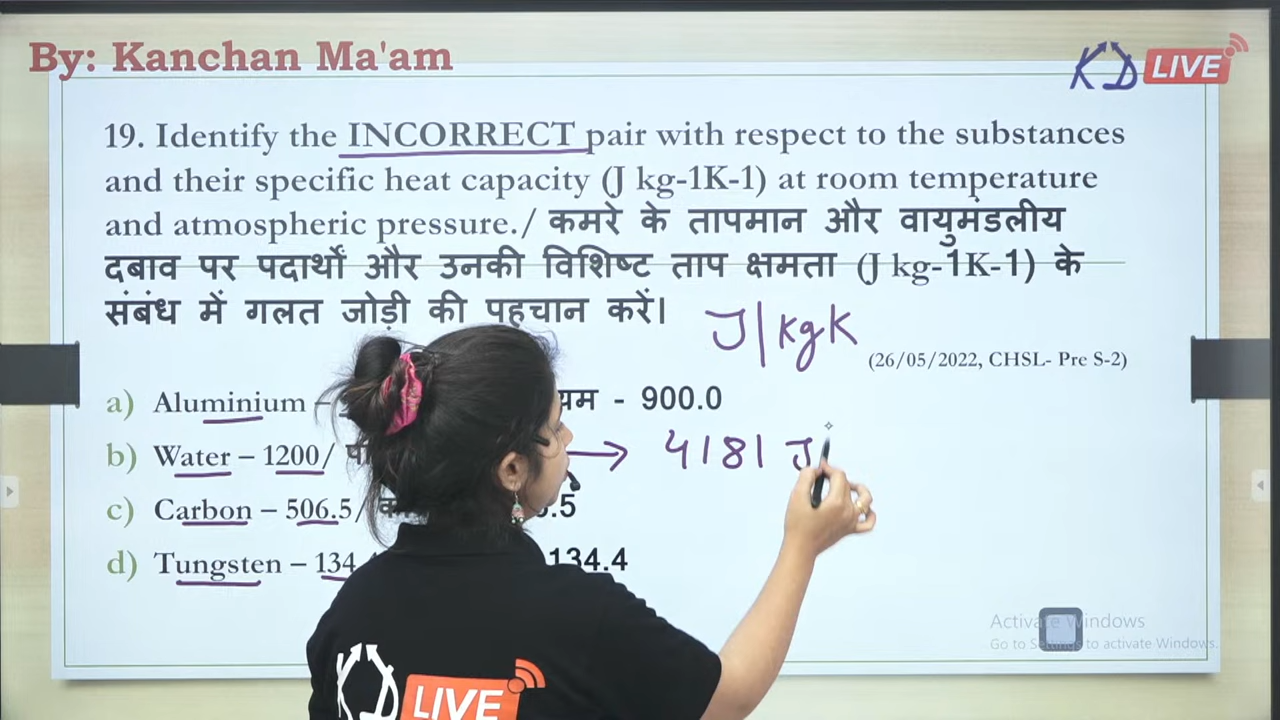 By: Kanchan Ma'am
KD LIVE
19. Identify the INCORRECT pair with respect to the substances
and their specific heat capacity (J kg-1K-1) at room temperature
and atmospheric pressure./ कमरे के तापमान और वायुमंडलीय
दबाव पर पदार्थों और उनकी विशिष्ट ताप क्षमता (J kg-1K-1) के
संबंध में गलत जोड़ी की पहचान करें।
J/kgK
(26/05/2022, CHSL- Pre S-2)
a) Aluminium – - 900.0
b) Water – 1200/ → 4181 J
c) Carbon – 506.5/
d) Tungsten – 134 134.4
Activate Windows
Go to Settings to activate Windows.
KD LIVE